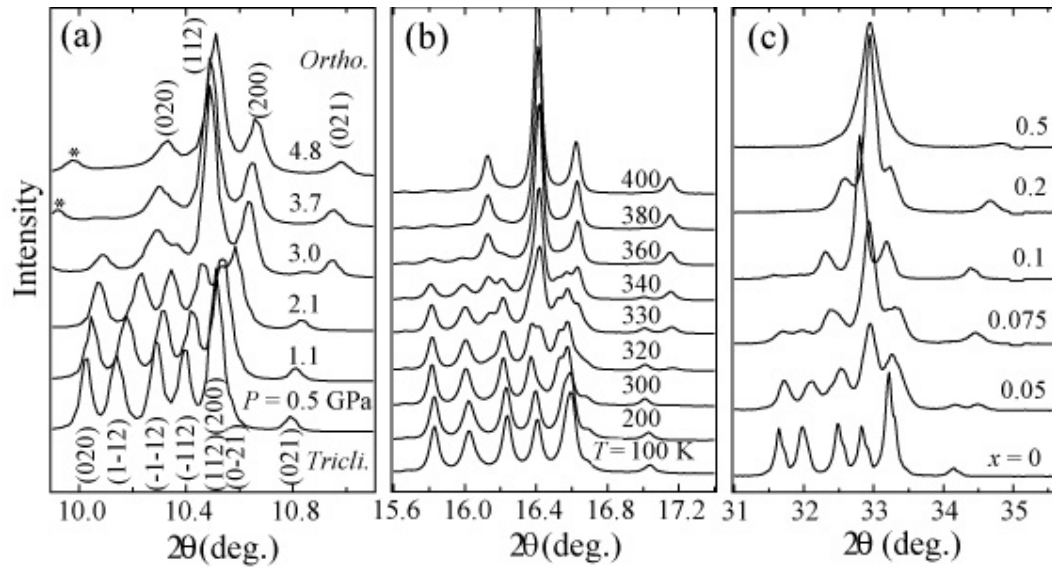 Intensity
(a)
(112)
Ortho.
(020)
(200)
(021)
*
4.8
*
3.7
3.0
2.1
1.1
P = 0.5 GPa
(020)
(1-12)
(-1-12)
(-112)
(112)(200)
(0-21)
(021)
Tricli.
10.0 10.4 10.8
2θ(deg.)
(b)
400
380
360
340
330
320
300
200
T= 100 K
15.6 16.0 16.4 16.8 17.2
2θ(deg.)
(c)
0.5
0.2
0.1
0.075
0.05
x = 0
31 32 33 34 35
2θ (deg.)